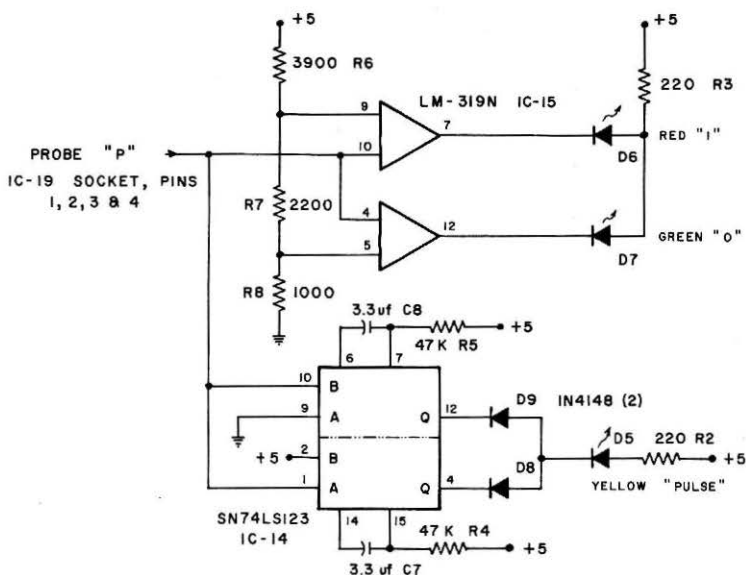 +5
+5
3900 R6
LM-319N IC-15
220 R3
9
7
10
RED "1"
D6
PROBE "P"
IC-19 SOCKET, PINS
1, 2, 3 & 4
R7 2200
4
12
5
GREEN "0"
D7
R8 1000
3.3 uf C8
+5
47K R5
6
7
10
B
9
A
Q
12
D9
IN4148 (2)
2
+5
B
D5
220 R2
+5
D8
1
A
Q
4
YELLOW "PULSE"
SN74LS123
IC-14
14
15
47K R4
+5
3.3 uf C7